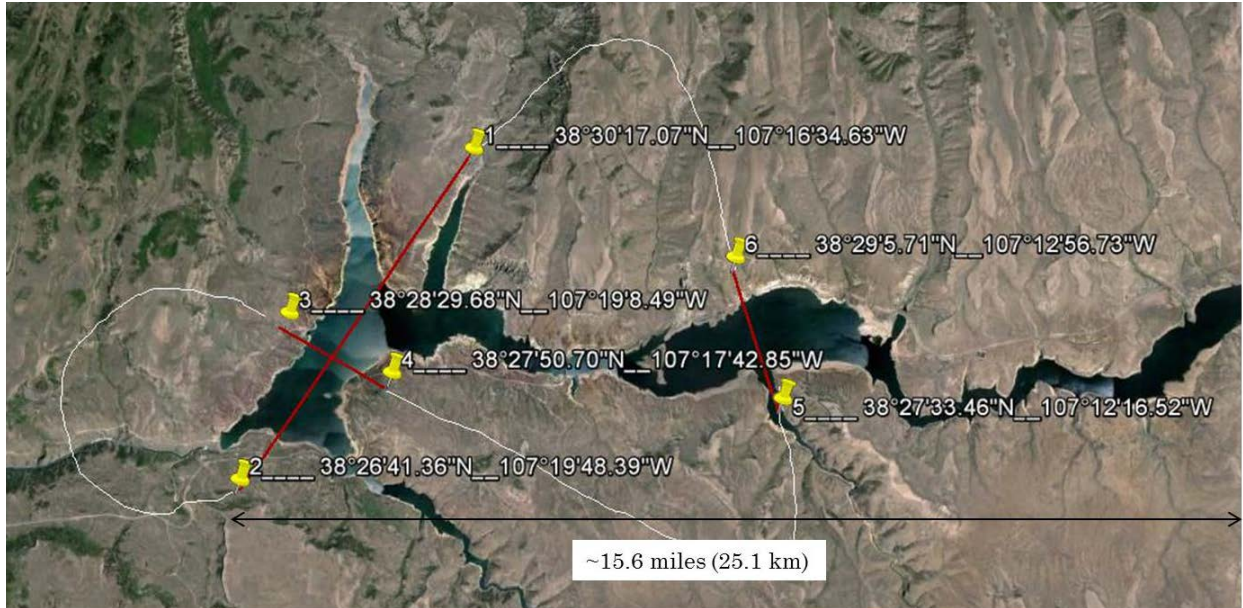 1____ 38°30'17.07"N__107°16'34.63"W
6____ 38°29'5.71"N__107°12'56.73"W
3____ 38°28'29.68"N__107°19'8.49"W
4____ 38°27'50.70"N__107°17'42.85"W
5____ 38°27'33.46"N__107°12'16.52"W
2____ 38°26'41.36"N__107°19'48.39"W
~15.6 miles (25.1 km)